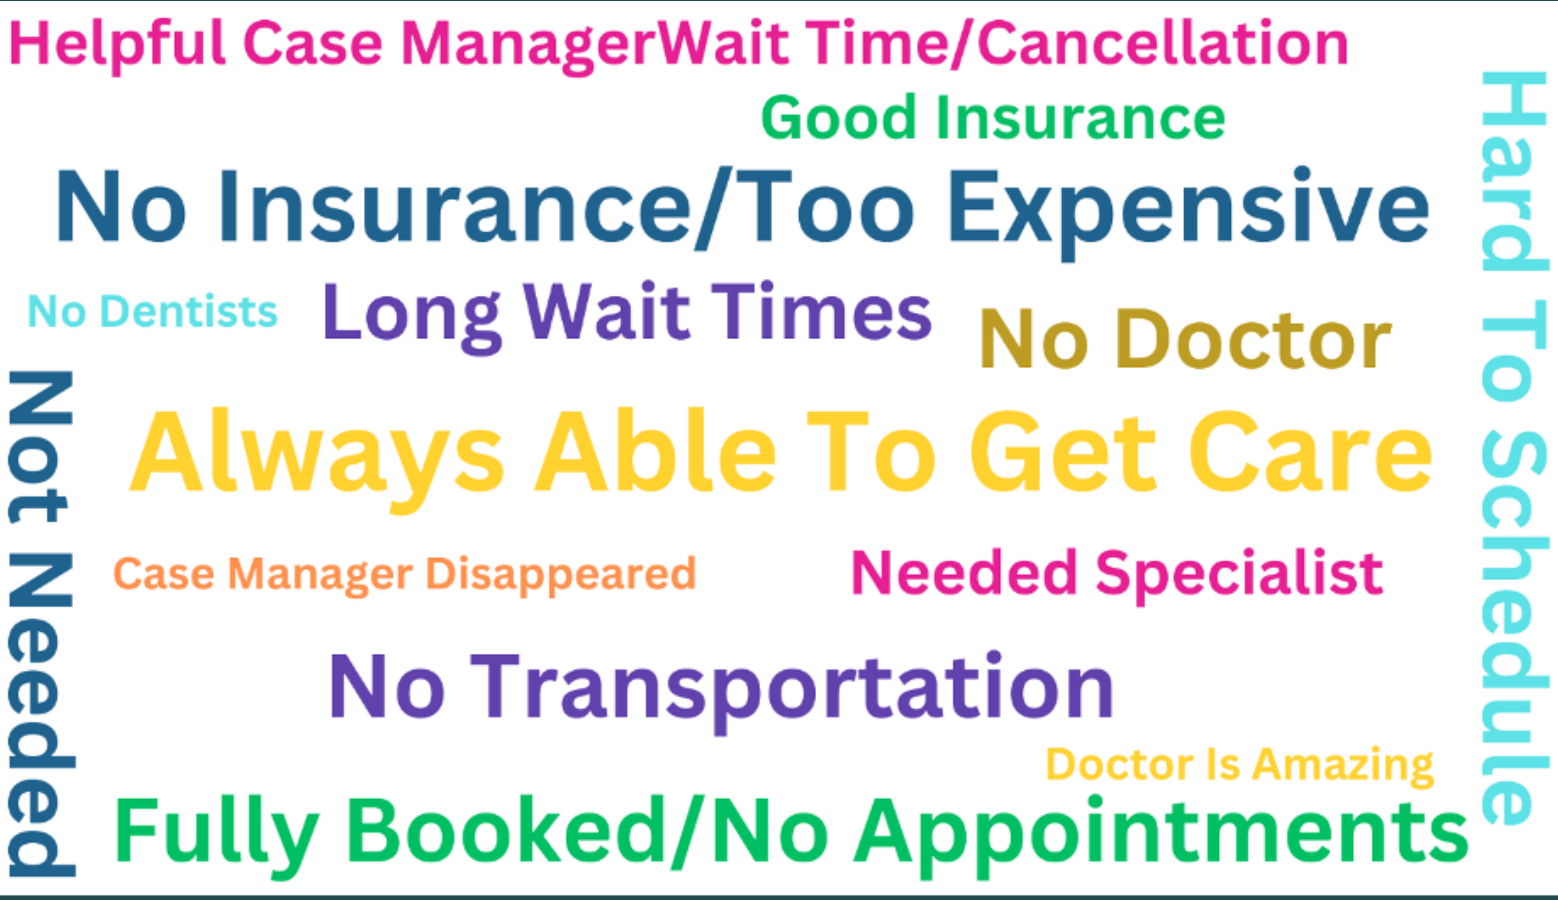 Helpful Case ManagerWait Time/Cancellation
Good Insurance
No Insurance/Too Expensive
No Dentists
Long Wait Times
No Doctor
Hard To Schedule
Not Needed
Always Able To Get Care
Case Manager Disappeared
Needed Specialist
No Transportation
Doctor Is Amazing
Fully Booked/No Appointments